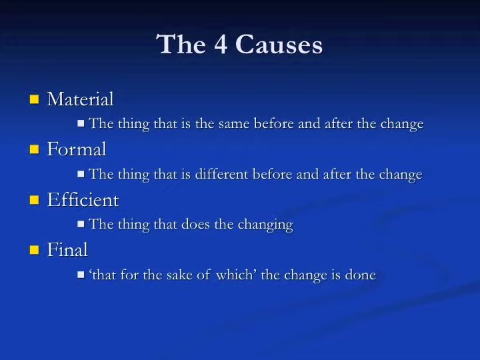 The 4 Causes
Material
The thing that is the same before and after the change
Formal
The thing that is different before and after the change
Efficient
The thing that does the changing
Final
‘that for the sake of which’ the change is done